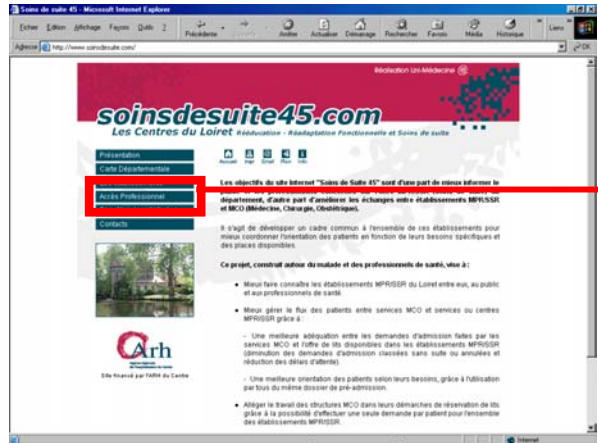 Soins de suite 45 - Microsoft Internet Explorer
Fichier Edition Affichage Favoris Outils ?
Précédente Arrêter Actualiser Démarrage Rechercher Favoris Média Historique
Liens
Adresse http://www.soinsdesuite.com/ OK
Réalisation Uni-Médecine
soinsdesuite45.com
Les Centres du Loiret Rééducation - Réadaptation Fonctionnelle et Soins de suite
Présentation
Carte Départementale
Accès Professionnel
Contacts
Accueil Impr Email Plan Info
Les objectifs du site Internet "Soins de Suite 45" sont d'une part de mieux informer le
département, d'autre part d'améliorer les échanges entre établissements MPR/SSR
et MCO (Médecine, Chirurgie, Obstétrique).
Il s'agit de développer un cadre commun à l'ensemble de ces établissements pour
mieux coordonner l'orientation des patients en fonction de leurs besoins spécifiques et
des places disponibles.
Ce projet, construit autour du malade et des professionnels de santé, vise à :
• Mieux faire connaître les établissements MPR/SSR du Loiret entre eux, au public
et aux professionnels de santé.
• Mieux gérer le flux des patients entre services MCO et services ou centres
MPR/SSR grâce à :
- Une meilleure adéquation entre les demandes d'admission faites par les
services MCO et l'offre de lits disponibles dans les établissements MPR/SSR
(diminution des demandes d'admission classées sans suite ou annulées et
réduction des délais d'attente).
- Une meilleure orientation des patients selon leurs besoins, grâce à l'utilisation
par tous du même dossier de pré-admission.
• Alléger le travail des structures MCO dans leurs démarches de réservation de lits
grâce à la possibilité d'effectuer une seule demande par patient pour l'ensemble
des établissements MPR/SSR.
Arh
Site financé par l'ARH du Centre
Internet